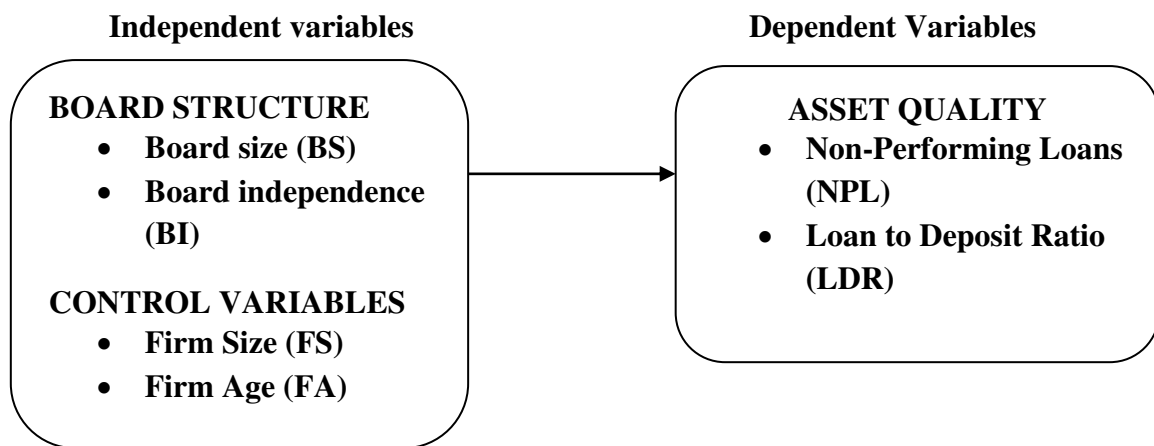 Independent variables
Dependent Variables
BOARD STRUCTURE
• Board size (BS)
• Board independence
(BI)
CONTROL VARIABLES
• Firm Size (FS)
• Firm Age (FA)
ASSET QUALITY
• Non-Performing Loans
(NPL)
• Loan to Deposit Ratio
(LDR)